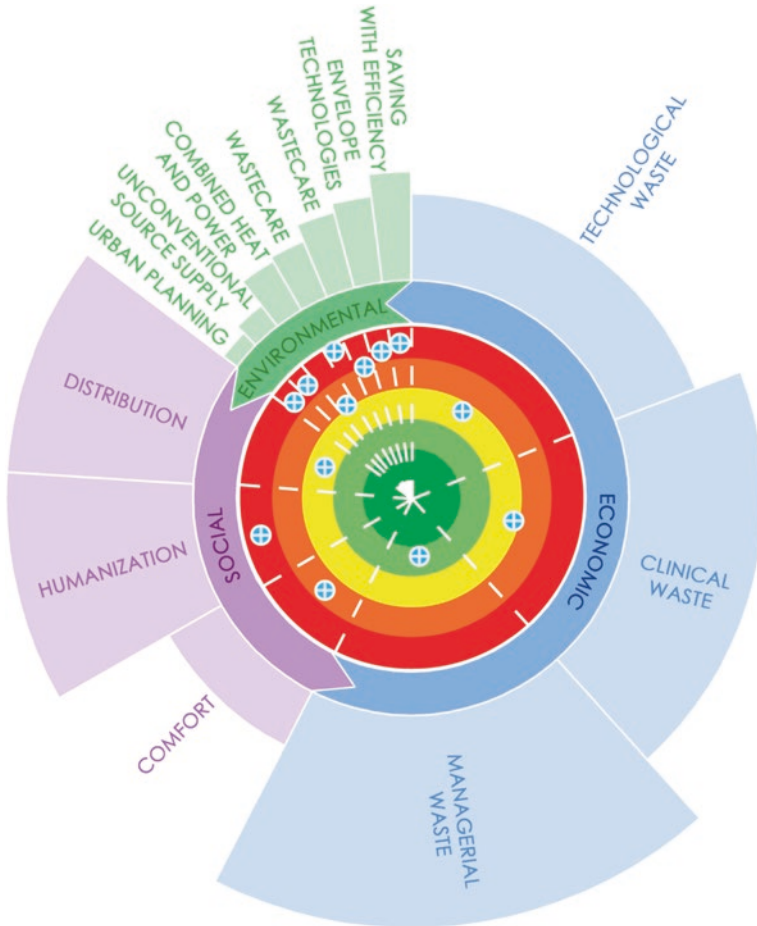 SAVING
WITH EFFICIENCY
ENVELOPE
TECHNOLOGIES
WASTECARE
WASTECARE
COMBINED HEAT
AND POWER
UNCONVENTIONAL
SOURCE SUPPLY
URBAN PLANNING
ENVIRONMENTAL
TECHNOLOGICAL
WASTE
ECONOMIC
CLINICAL
WASTE
MANAGERIAL
WASTE
SOCIAL
DISTRIBUTION
HUMANIZATION
COMFORT